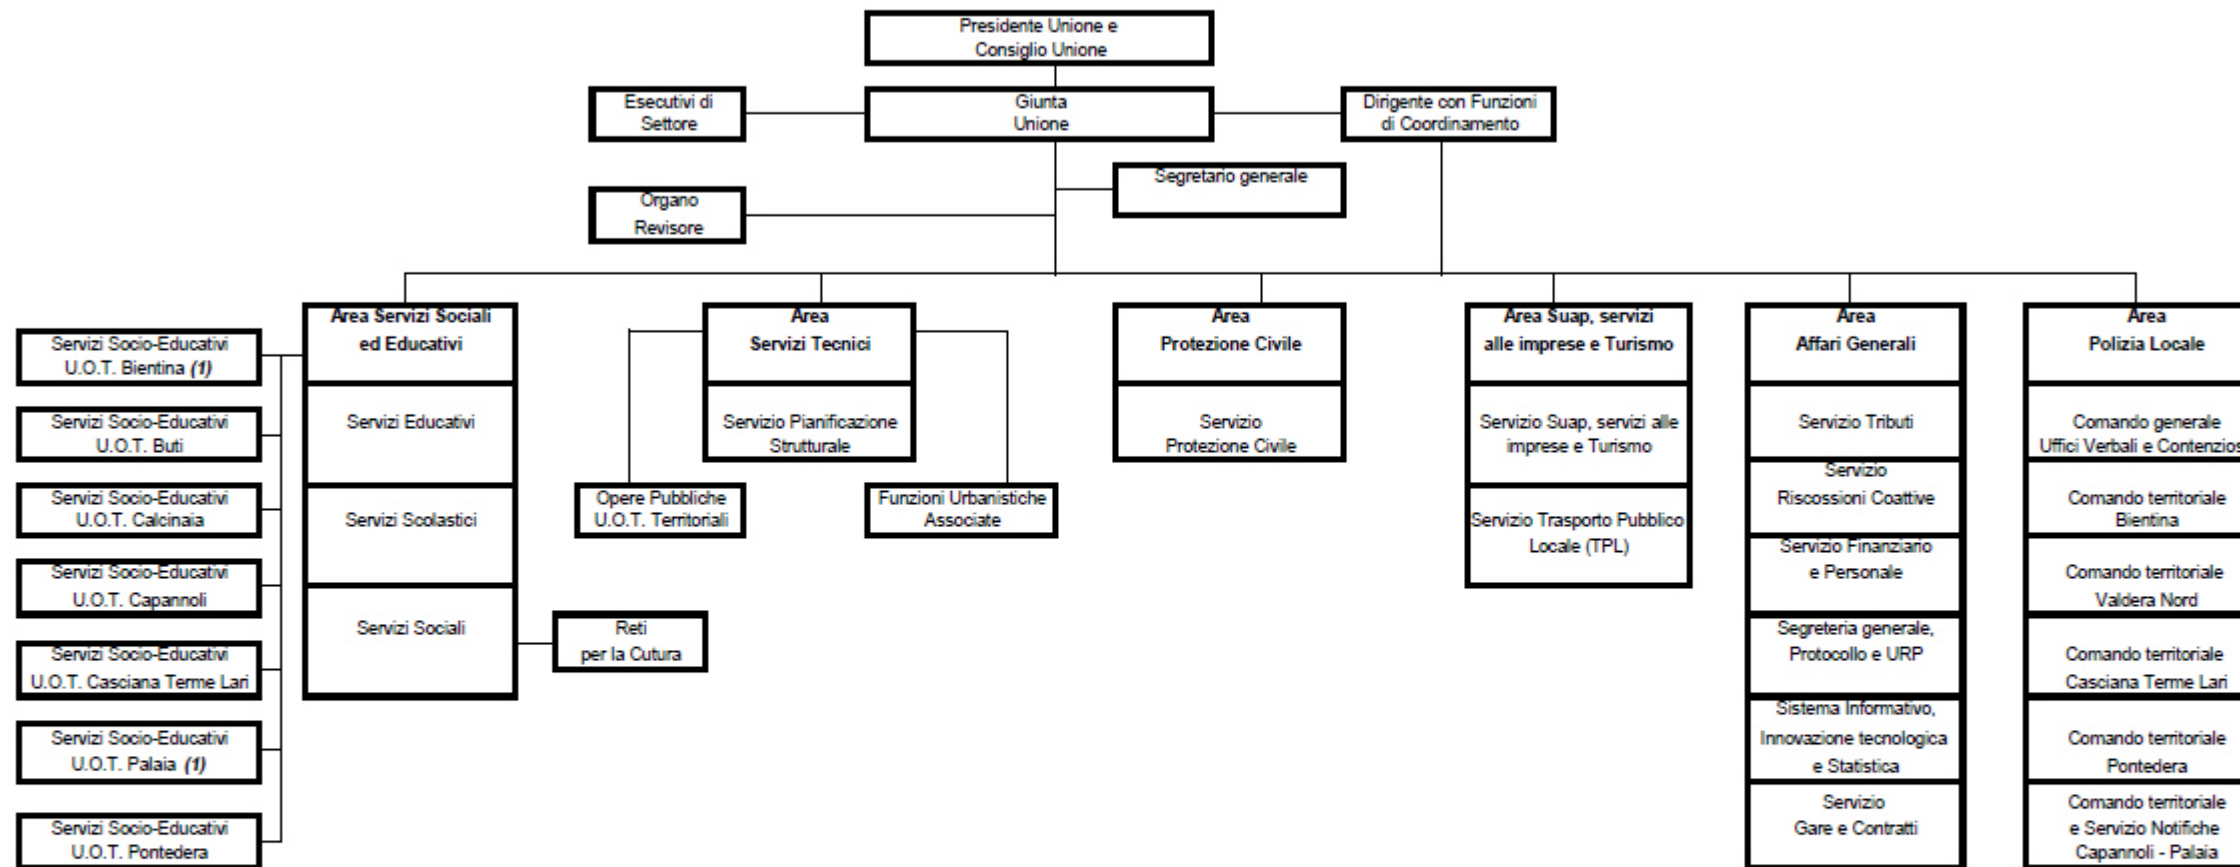 Presidente Unione e
Consiglio Unione
Esecutivi di
Settore
Giunta
Unione
Dirigente con Funzioni
di Coordinamento
Segretario generale
Organo
Revisore
Servizi Socio-Educativi
U.O.T. Bientina (1)
Servizi Socio-Educativi
U.O.T. Buti
Servizi Socio-Educativi
U.O.T. Calcinaia
Servizi Socio-Educativi
U.O.T. Capannoli
Servizi Socio-Educativi
U.O.T. Casciana Terme Lari
Servizi Socio-Educativi
U.O.T. Palaia (1)
Servizi Socio-Educativi
U.O.T. Pontedera
Area Servizi Sociali
ed Educativi
Servizi Educativi
Servizi Scolastici
Servizi Sociali
Reti
per la Cutura
Area
Servizi Tecnici
Servizio Pianificazione
Strutturale
Opere Pubbliche
U.O.T. Territoriali
Funzioni Urbanistiche
Associate
Area
Protezione Civile
Servizio
Protezione Civile
Area Suap, servizi
alle imprese e Turismo
Servizio Suap, servizi alle
imprese e Turismo
Servizio Trasporto Pubblico
Locale (TPL)
Area
Affari Generali
Servizio Tributi
Servizio
Riscossioni Coattive
Servizio Finanziario
e Personale
Segreteria generale,
Protocollo e URP
Sistema Informativo,
Innovazione tecnologica
e Statistica
Servizio
Gare e Contratti
Area
Polizia Locale
Comando generale
Uffici Verbali e Contenzios
Comando territoriale
Bientina
Comando territoriale
Valdera Nord
Comando territoriale
Casciana Terme Lari
Comando territoriale
Pontedera
Comando territoriale
e Servizio Notifiche
Capannoli - Palaia